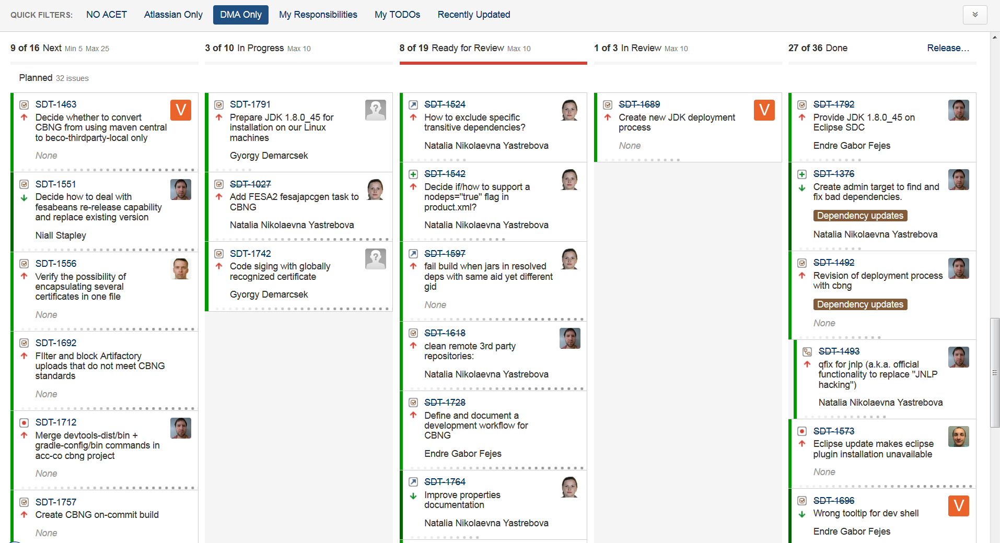 QUICK FILTERS: NO ACET Atlassian Only DMA Only My Responsibilities My TODOs Recently Updated
9 of 16 Next Min 5 Max 25
3 of 10 In Progress Max 10
8 of 19 Ready for Review Max 10
1 of 3 In Review Max 10
27 of 36 Done
Release…
Planned 32 issues
SDT-1463
V
Decide whether to convert
CBNG from using maven central
to beco-thirdparty-local only
None
SDT-1551
Decide how to deal with
fesabeans re-release capability
and replace existing version
Niall Stapley
SDT-1556
Verify the possibility of
encapsulating several
certificates in one file
None
SDT-1692
FIlter and block Artifactory
uploads that do not meet CBNG
standards
None
SDT-1712
Merge devtools-dist/bin +
gradle-config/bin commands in
acc-co cbng project
None
SDT-1757
Create CBNG on-commit build
None
SDT-1791
?
Prepare JDK 1.8.0_45 for
installation on our Linux
machines
Gyorgy Demarcsek
SDT-1027
Add FESA2 fesajapcgen task to
CBNG
Natalia Nikolaevna Yastrebova
SDT-1742
?
Code siging with globally
recognized certificate
Gyorgy Demarcsek
SDT-1524
How to exclude specific
transitive dependencies?
Natalia Nikolaevna Yastrebova
SDT-1542
Decide if/how to support a
nodeps="true" flag in
product.xml?
Natalia Nikolaevna Yastrebova
SDT-1597
fail build when jars in resolved
deps with same aid yet different
gid
None
SDT-1618
clean remote 3rd party
repositories:
Natalia Nikolaevna Yastrebova
SDT-1728
Define and document a
development workflow for
CBNG
Endre Gabor Fejes
SDT-1764
Improve properties
documentation
Natalia Nikolaevna Yastrebova
SDT-1689
V
Create new JDK deployment
process
None
SDT-1792
Provide JDK 1.8.0_45 on
Eclipse SDC
Endre Gabor Fejes
SDT-1376
Create admin target to find and
fix bad dependencies.
Dependency updates
Natalia Nikolaevna Yastrebova
SDT-1492
Revision of deployment process
with cbng
Dependency updates
None
SDT-1493
qfix for jnlp (a.k.a. official
functionality to replace "JNLP
hacking")
Natalia Nikolaevna Yastrebova
SDT-1573
Eclipse update makes eclipse
plugin installation unavailable
None
SDT-1696
V
Wrong tooltip for dev shell
Endre Gabor Fejes